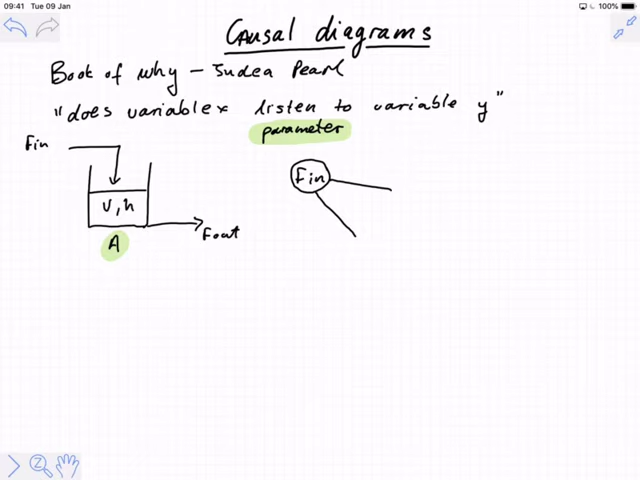 09:41 Tue 09 Jan 100%
Causal diagrams
Book of why - Judea Pearl
"does variable x listen to variable y"
parameter
Fin
Fin
V, h
Fout
A